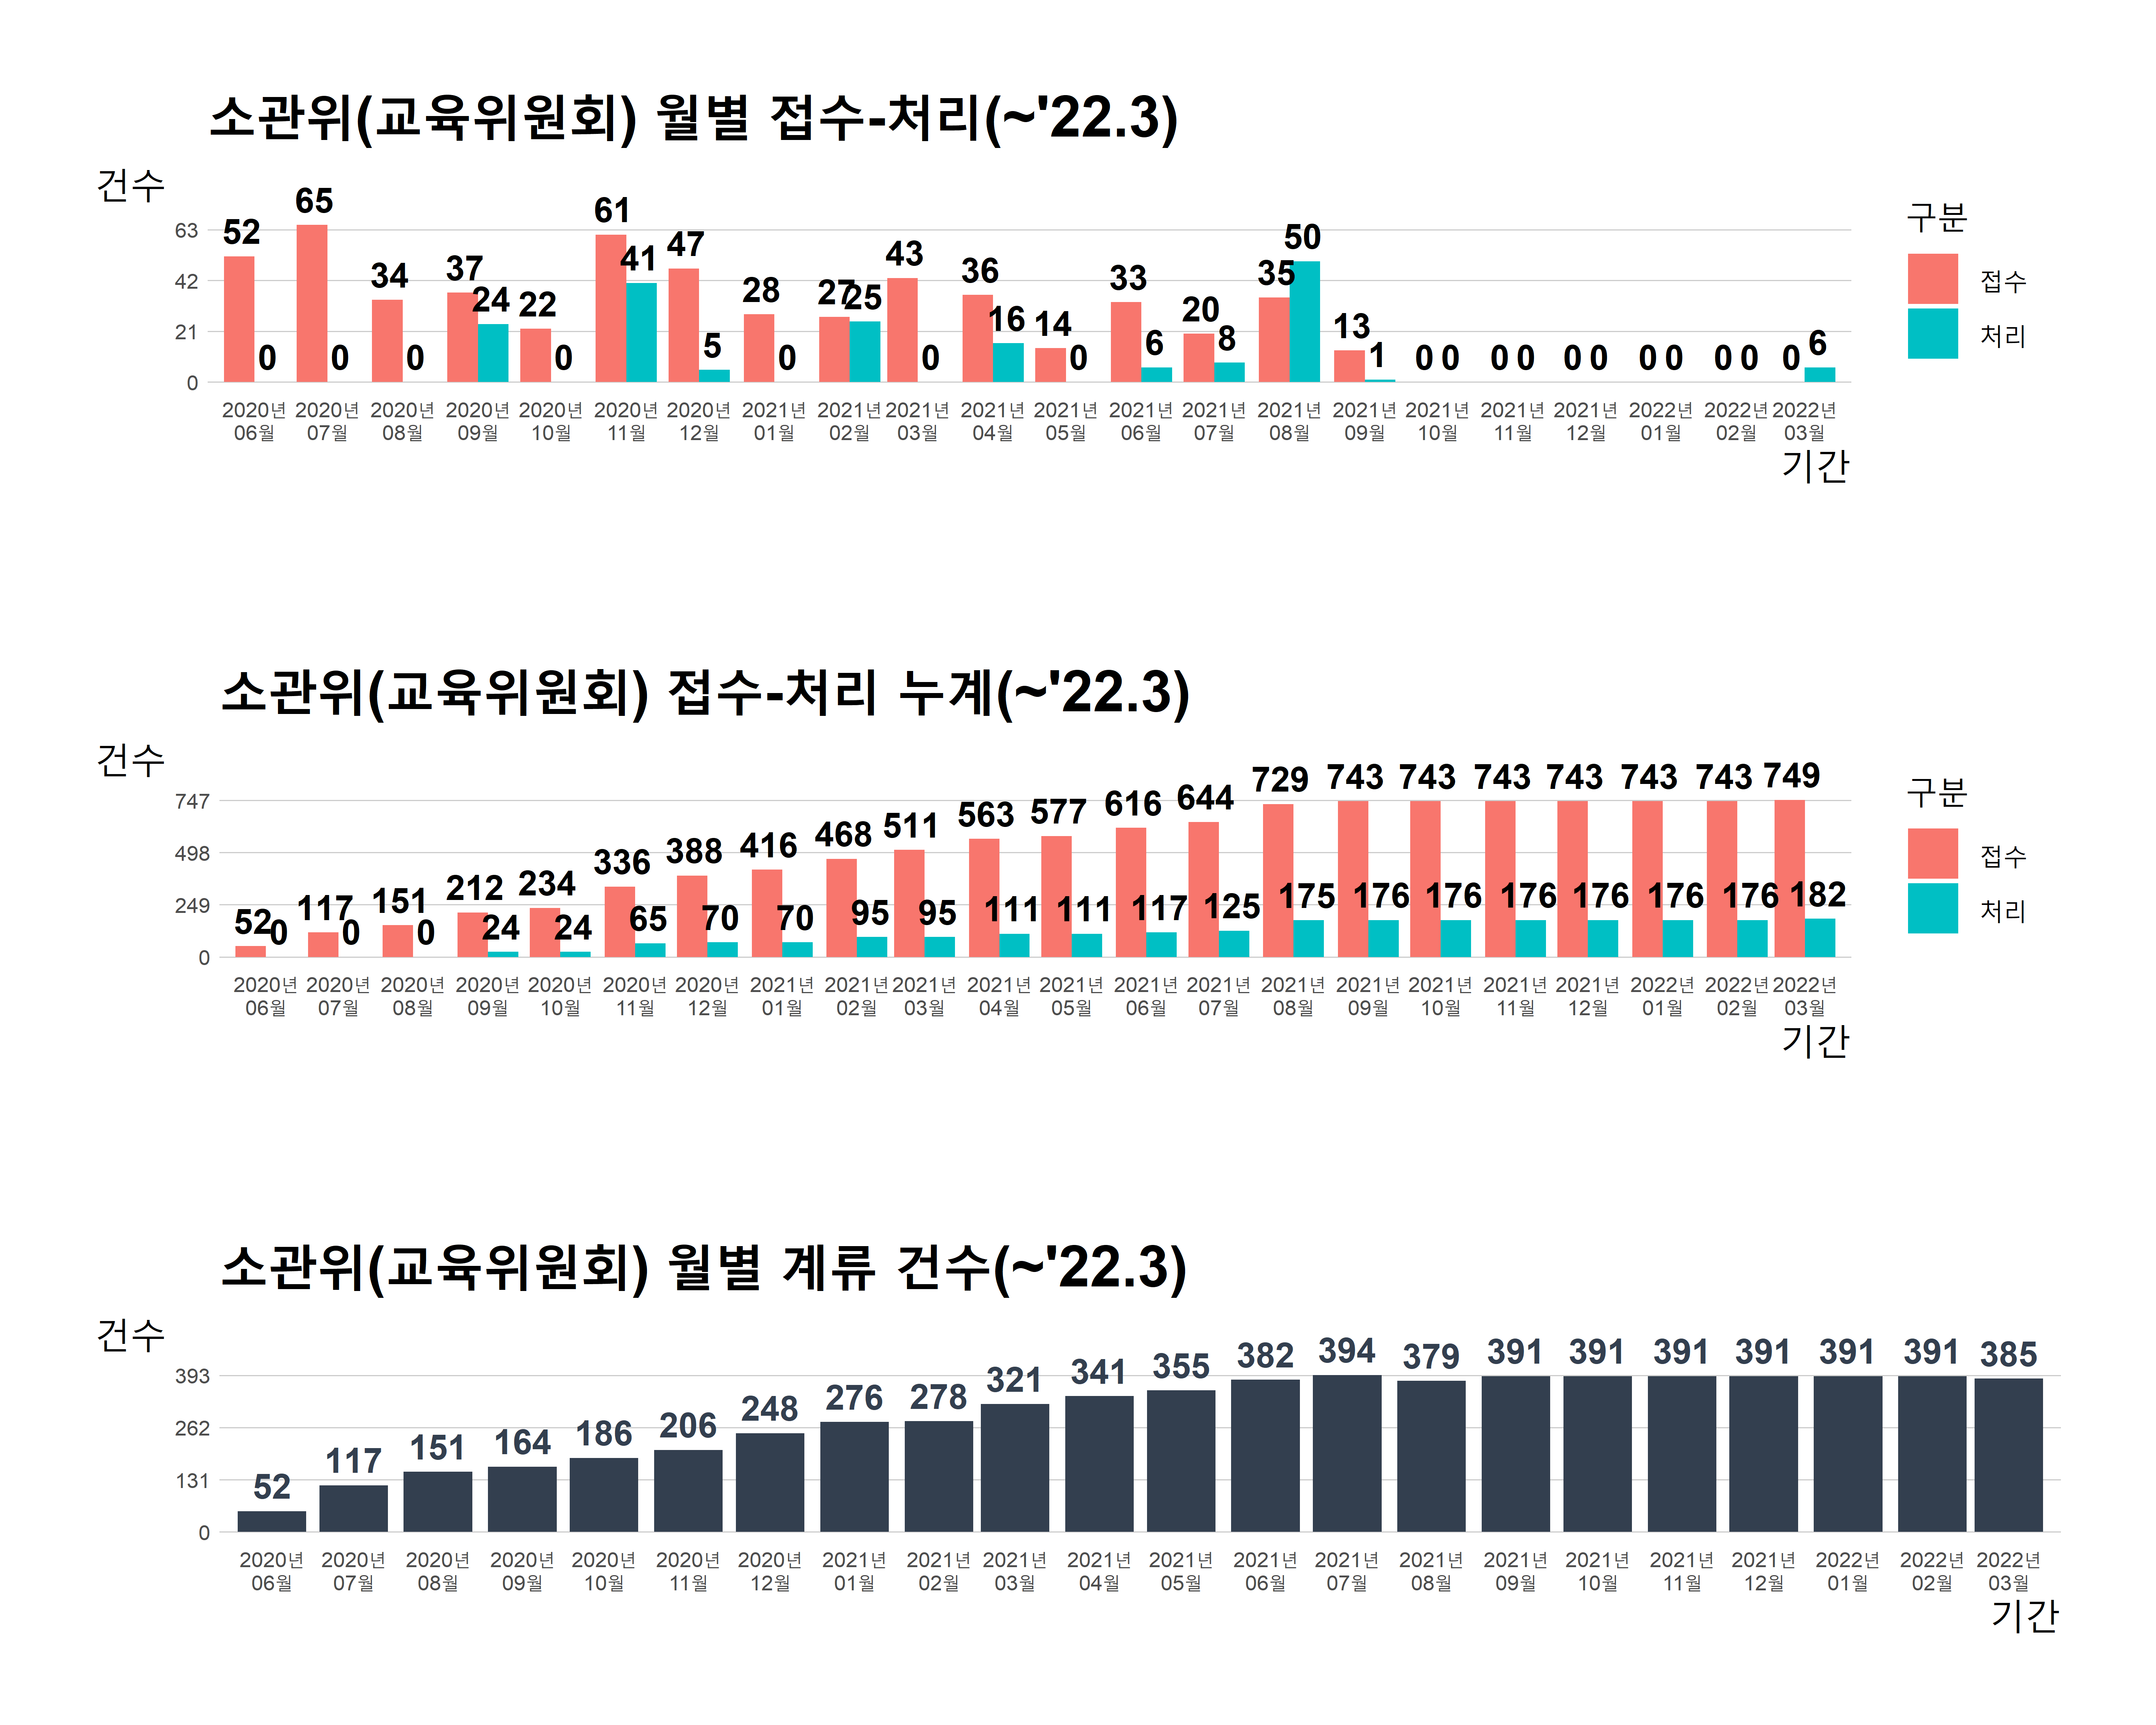 소관위(교육위원회) 월별 접수-처리(~'22.3)
건수
63
42
21
0
52 0 65 0 34 0 37 24 22 0 61 41 47 5 28 0 27 25 43 0 36 16 14 0 33 6 20 8 35 50 13 1 0 0 0 0 0 0 0 0 0 0 0 6
2020년 2020년 2020년 2020년 2020년 2020년 2020년 2021년 2021년 2021년 2021년 2021년 2021년 2021년 2021년 2021년 2021년 2021년 2021년 2022년 2022년 2022년
06월 07월 08월 09월 10월 11월 12월 01월 02월 03월 04월 05월 06월 07월 08월 09월 10월 11월 12월 01월 02월 03월
기간
구분
접수
처리
소관위(교육위원회) 접수-처리 누계(~'22.3)
건수
747
498
249
0
52 0 117 0 151 0 212 24 234 24 336 65 388 70 416 70 468 95 511 95 563 111 577 111 616 117 644 125 729 175 743 176 743 176 743 176 743 176 743 176 743 176 749 182
2020년 2020년 2020년 2020년 2020년 2020년 2020년 2021년 2021년 2021년 2021년 2021년 2021년 2021년 2021년 2021년 2021년 2021년 2021년 2022년 2022년 2022년
06월 07월 08월 09월 10월 11월 12월 01월 02월 03월 04월 05월 06월 07월 08월 09월 10월 11월 12월 01월 02월 03월
기간
구분
접수
처리
소관위(교육위원회) 월별 계류 건수(~'22.3)
건수
393
262
131
0
52 117 151 164 186 206 248 276 278 321 341 355 382 394 379 391 391 391 391 391 391 385
2020년 2020년 2020년 2020년 2020년 2020년 2020년 2021년 2021년 2021년 2021년 2021년 2021년 2021년 2021년 2021년 2021년 2021년 2021년 2022년 2022년 2022년
06월 07월 08월 09월 10월 11월 12월 01월 02월 03월 04월 05월 06월 07월 08월 09월 10월 11월 12월 01월 02월 03월
기간